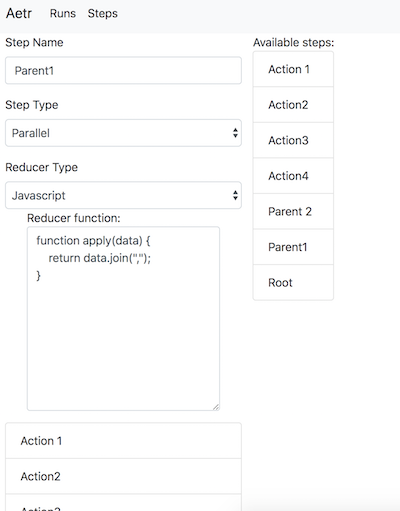 Aetr Runs Steps
Step Name
Parent1
Step Type
Parallel
Reducer Type
Javascript
Reducer function:
function apply(data) {
    return data.join(",");
}
Action 1
Action2
Available steps:
Action 1
Action2
Action3
Action4
Parent 2
Parent1
Root